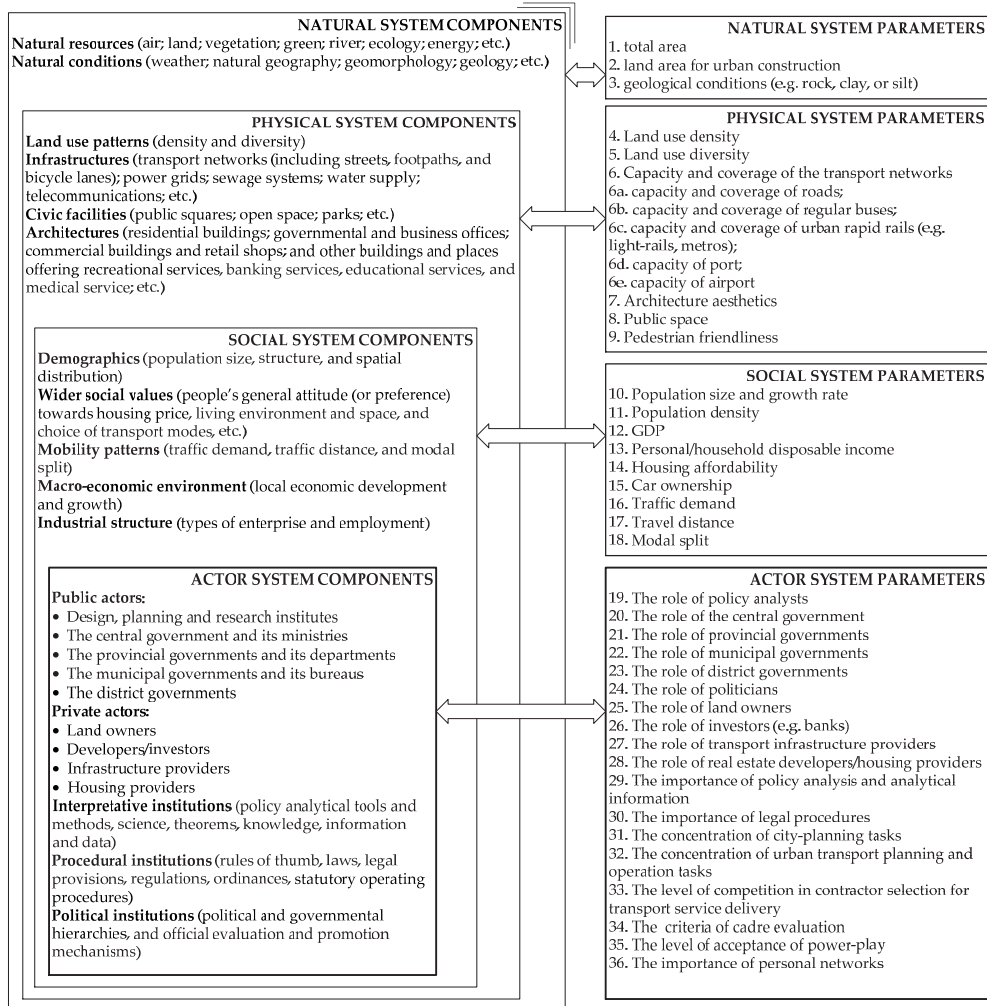 NATURAL SYSTEM COMPONENTS
Natural resources (air; land; vegetation; green; river; ecology; energy; etc.)
Natural conditions (weather; natural geography; geomorphology; geology; etc.)
PHYSICAL SYSTEM COMPONENTS
Land use patterns (density and diversity)
Infrastructures (transport networks (including streets, footpaths, and
bicycle lanes); power grids; sewage systems; water supply;
telecommunications; etc.)
Civic facilities (public squares; open space; parks; etc.)
Architectures (residential buildings; governmental and business offices;
commercial buildings and retail shops; and other buildings and places
offering recreational services, banking services, educational services, and
medical service; etc.)
SOCIAL SYSTEM COMPONENTS
Demographics (population size, structure, and spatial
distribution)
Wider social values (people's general attitude (or preference)
towards housing price, living environment and space, and
choice of transport modes, etc.)
Mobility patterns (traffic demand, traffic distance, and modal
split)
Macro-economic environment (local economic development
and growth)
Industrial structure (types of enterprise and employment)
ACTOR SYSTEM COMPONENTS
Public actors:
• Design, planning and research institutes
• The central government and its ministries
• The provincial governments and its departments
• The municipal governments and its bureaus
• The district governments
Private actors:
• Land owners
• Developers/investors
• Infrastructure providers
• Housing providers
Interpretative institutions (policy analytical tools and
methods, science, theorems, knowledge, information
and data)
Procedural institutions (rules of thumb, laws, legal
provisions, regulations, ordinances, statutory operating
procedures)
Political institutions (political and governmental
hierarchies, and official evaluation and promotion
mechanisms)
NATURAL SYSTEM PARAMETERS
1. total area
2. land area for urban construction
3. geological conditions (e.g. rock, clay, or silt)
PHYSICAL SYSTEM PARAMETERS
4. Land use density
5. Land use diversity
6. Capacity and coverage of the transport networks
6a. capacity and coverage of roads;
6b. capacity and coverage of regular buses;
6c. capacity and coverage of urban rapid rails (e.g.
light-rails, metros);
6d. capacity of port;
6e. capacity of airport
7. Architecture aesthetics
8. Public space
9. Pedestrian friendliness
SOCIAL SYSTEM PARAMETERS
10. Population size and growth rate
11. Population density
12. GDP
13. Personal/household disposable income
14. Housing affordability
15. Car ownership
16. Traffic demand
17. Travel distance
18. Modal split
ACTOR SYSTEM PARAMETERS
19. The role of policy analysts
20. The role of the central government
21. The role of provincial governments
22. The role of municipal governments
23. The role of district governments
24. The role of politicians
25. The role of land owners
26. The role of investors (e.g. banks)
27. The role of transport infrastructure providers
28. The role of real estate developers/housing providers
29. The importance of policy analysis and analytical
information
30. The importance of legal procedures
31. The concentration of city-planning tasks
32. The concentration of urban transport planning and
operation tasks
33. The level of competition in contractor selection for
transport service delivery
34. The criteria of cadre evaluation
35. The level of acceptance of power-play
36. The importance of personal networks